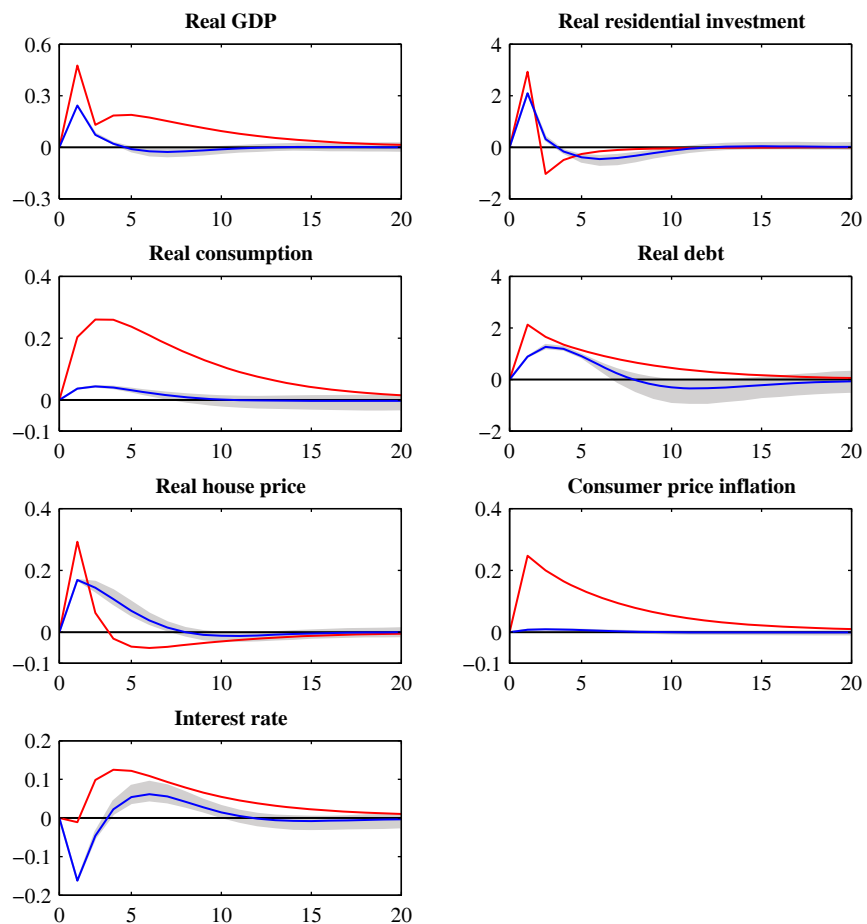 Real GDP
0.6
0.3
0
−0.3
0 5 10 15 20
Real residential investment
4
2
0
−2
0 5 10 15 20
Real consumption
0.4
0.2
0
−0.1
0 5 10 15 20
Real debt
4
2
0
−2
0 5 10 15 20
Real house price
0.4
0.2
0
−0.1
0 5 10 15 20
Consumer price inflation
0.4
0.2
0
−0.1
0 5 10 15 20
Interest rate
0.2
0.1
0
−0.1
−0.2
0 5 10 15 20